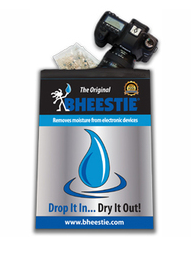 The Original
BHEESTIE
Removes moisture from electronic devices
Drop It In... Dry It Out!
www.bheestie.com